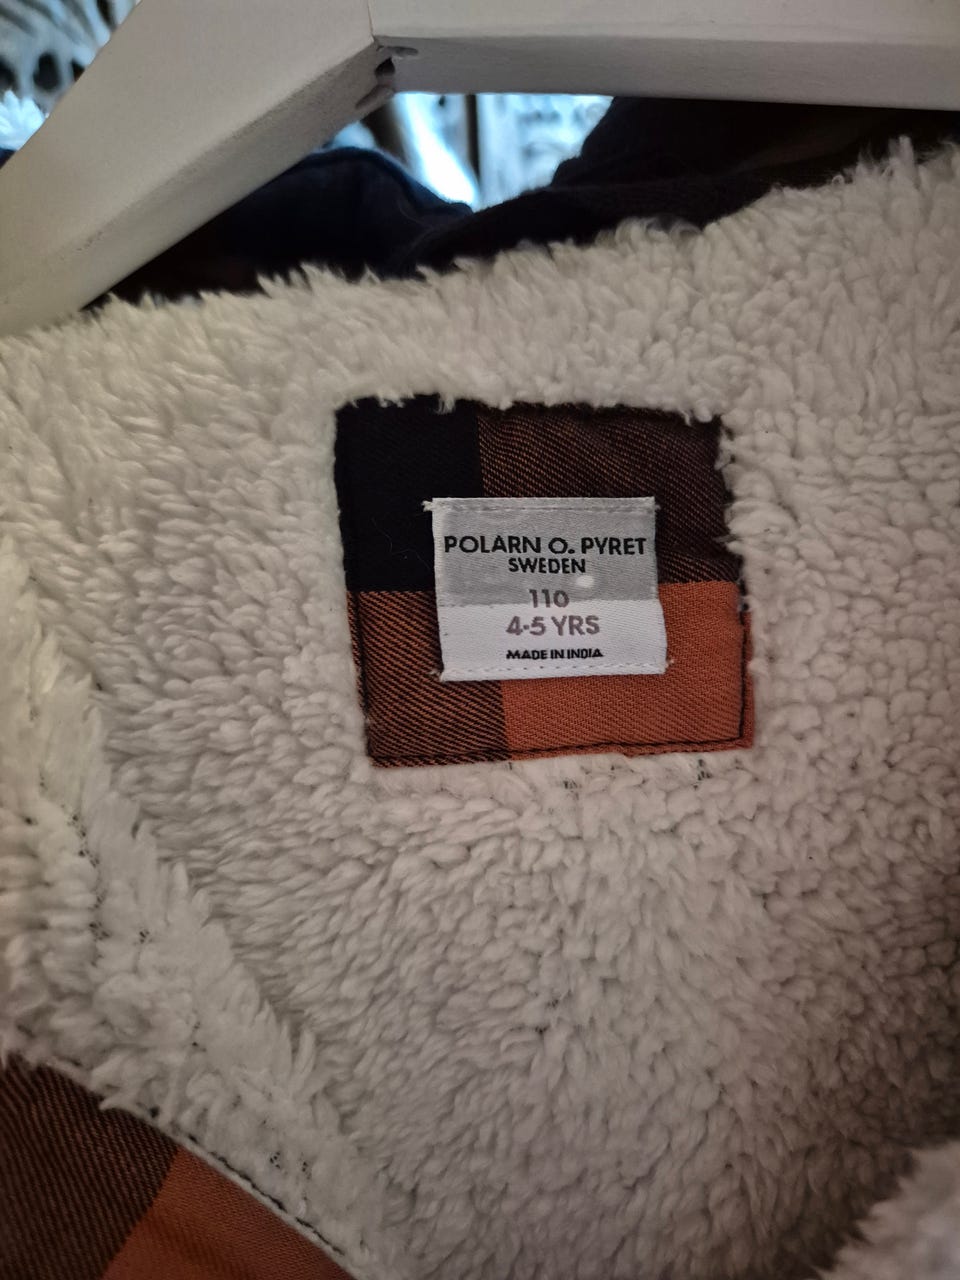 POLARN O. PYRET
SWEDEN
110
4-5 YRS
MADE IN INDIA